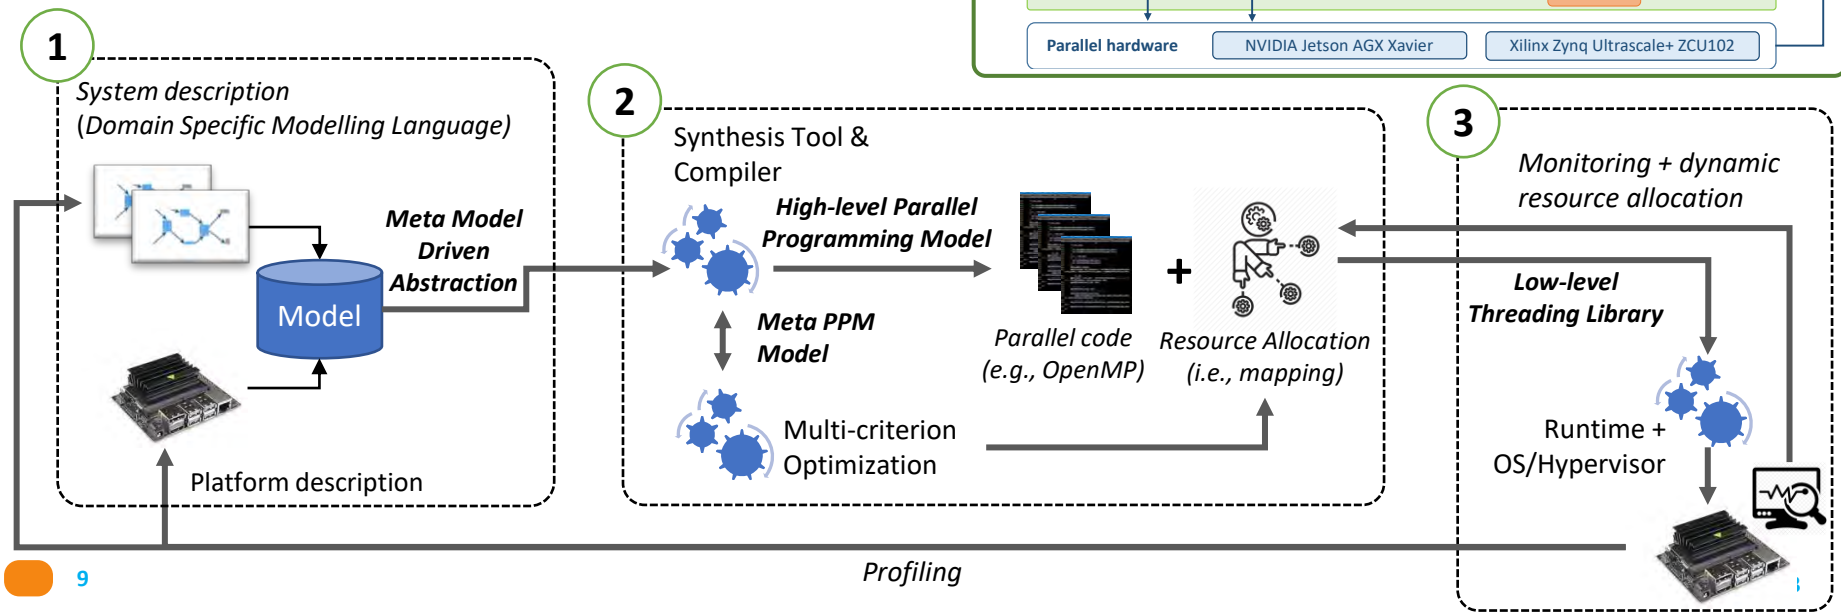 Parallel hardware
NVIDIA Jetson AGX Xavier
Xilinx Zynq Ultrascale+ ZCU102
1
System description
(Domain Specific Modelling Language)
Meta Model
Driven
Abstraction
Model
Platform description
2
Synthesis Tool &
Compiler
High-level Parallel
Programming Model
Meta PPM
Model
Multi-criterion
Optimization
+
Parallel code
(e.g., OpenMP)
Resource Allocation
(i.e., mapping)
3
Monitoring + dynamic
resource allocation
Low-level
Threading Library
Runtime +
OS/Hypervisor
Profiling
9